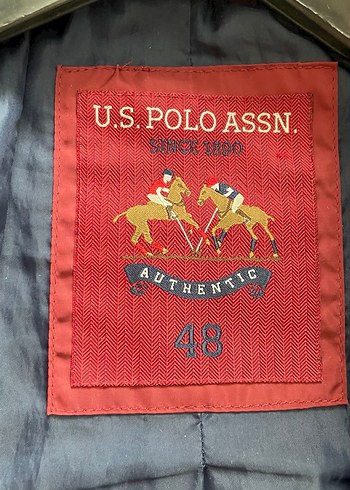 U.S. POLO ASSN.
SINCE 1890
AUTHENTIC
48